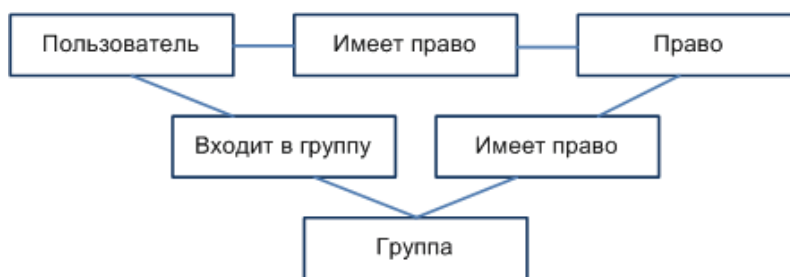 Пользователь
Имеет право
Право
Входит в группу
Имеет право
Группа